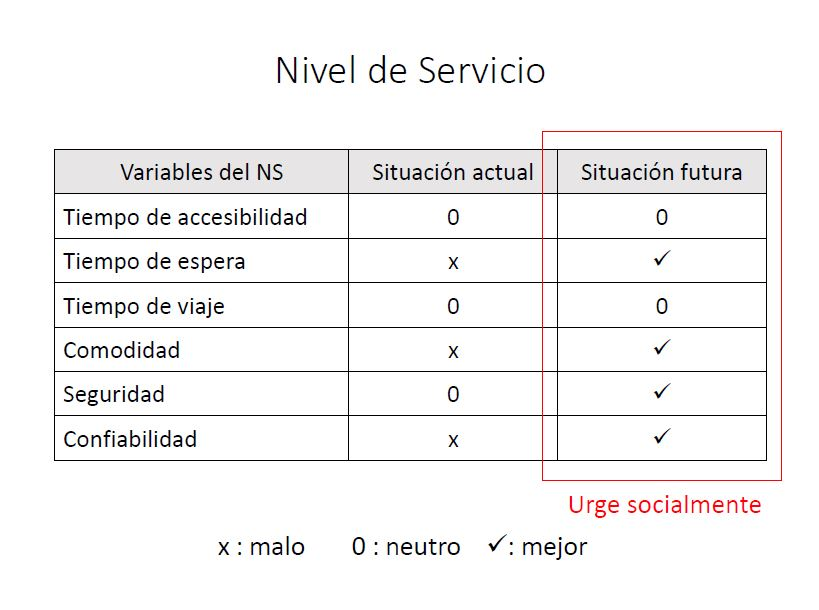 Nivel de Servicio
Variables del NS Situación actual Situación futura
Tiempo de accesibilidad 0 0
Tiempo de espera x ✓
Tiempo de viaje 0 0
Comodidad x ✓
Seguridad 0 ✓
Confiabilidad x ✓
Urge socialmente
x : malo 0 : neutro ✓: mejor